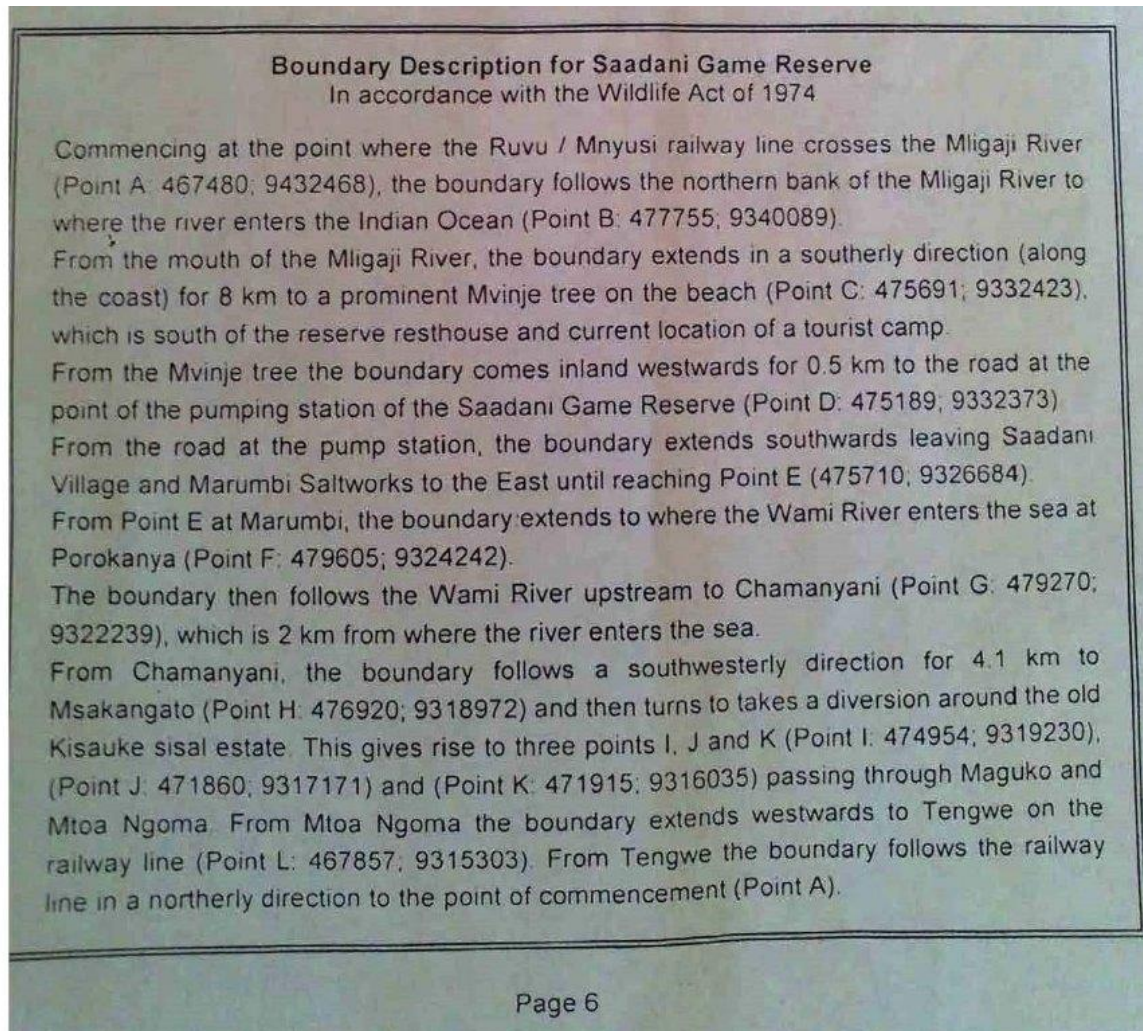 Boundary Description for Saadani Game Reserve
In accordance with the Wildlife Act of 1974
Commencing at the point where the Ruvu / Mnyusi railway line crosses the Mligaji River
(Point A: 467480; 9432468), the boundary follows the northern bank of the Mligaji River to
where the river enters the Indian Ocean (Point B: 477755; 9340089).
From the mouth of the Mligaji River, the boundary extends in a southerly direction (along
the coast) for 8 km to a prominent Mvinje tree on the beach (Point C: 475691; 9332423),
which is south of the reserve resthouse and current location of a tourist camp.
From the Mvinje tree the boundary comes inland westwards for 0.5 km to the road at the
point of the pumping station of the Saadani Game Reserve (Point D: 475189; 9332373)
From the road at the pump station, the boundary extends southwards leaving Saadani
Village and Marumbi Saltworks to the East until reaching Point E (475710; 9326684).
From Point E at Marumbi, the boundary extends to where the Wami River enters the sea at
Porokanya (Point F: 479605; 9324242).
The boundary then follows the Wami River upstream to Chamanyani (Point G: 479270;
9322239), which is 2 km from where the river enters the sea.
From Chamanyani, the boundary follows a southwesterly direction for 4.1 km to
Msakangato (Point H: 476920; 9318972) and then turns to takes a diversion around the old
Kisauke sisal estate. This gives rise to three points I, J and K (Point I: 474954; 9319230),
(Point J: 471860; 9317171) and (Point K: 471915; 9316035) passing through Maguko and
Mtoa Ngoma. From Mtoa Ngoma the boundary extends westwards to Tengwe on the
railway line (Point L: 467857; 9315303). From Tengwe the boundary follows the railway
line in a northerly direction to the point of commencement (Point A).
Page 6